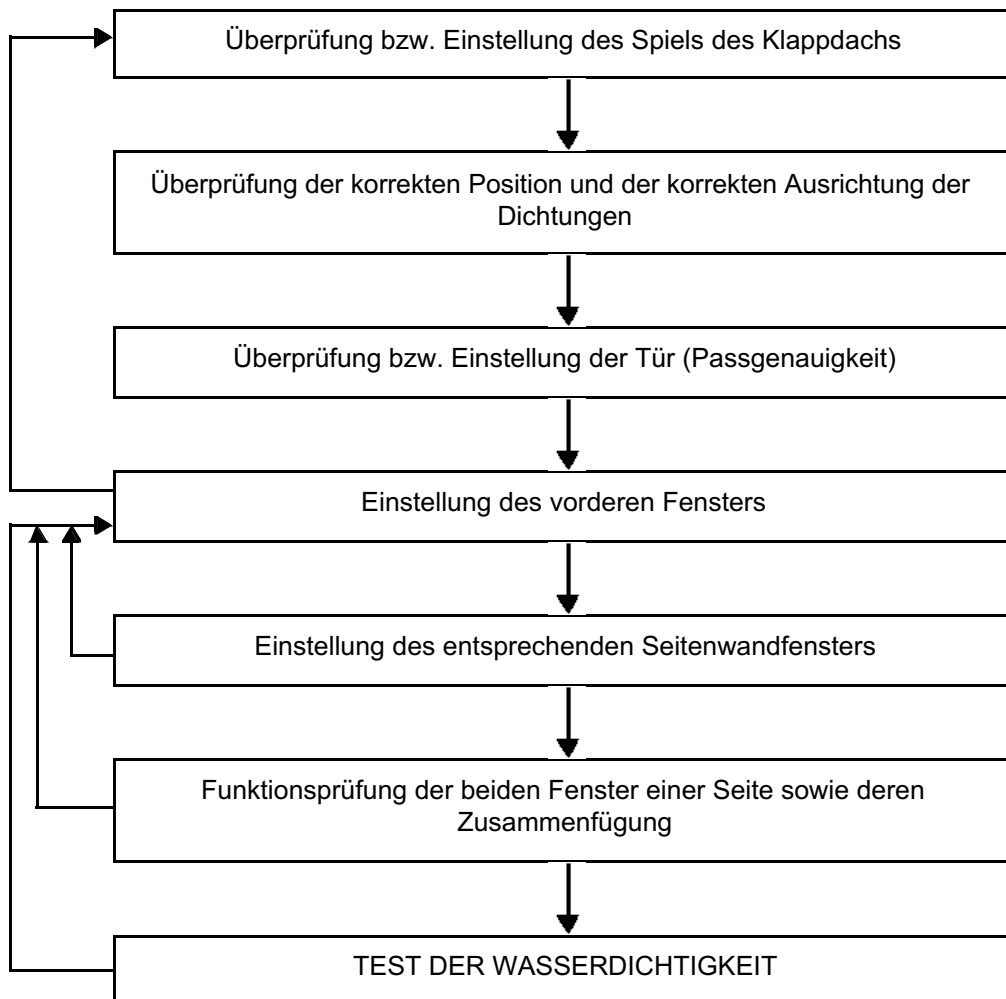 Überprüfung bzw. Einstellung des Spiels des Klappdachs
Überprüfung der korrekten Position und der korrekten Ausrichtung der
Dichtungen
Überprüfung bzw. Einstellung der Tür (Passgenauigkeit)
Einstellung des vorderen Fensters
Einstellung des entsprechenden Seitenwandfensters
Funktionsprüfung der beiden Fenster einer Seite sowie deren
Zusammenfügung
TEST DER WASSERDICHTIGKEIT